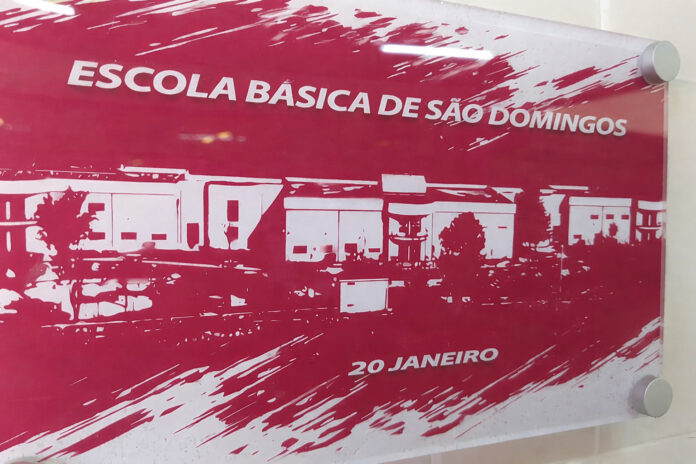 ESCOLA BÁSICA DE SÃO DOMINGOS
20 JANEIRO